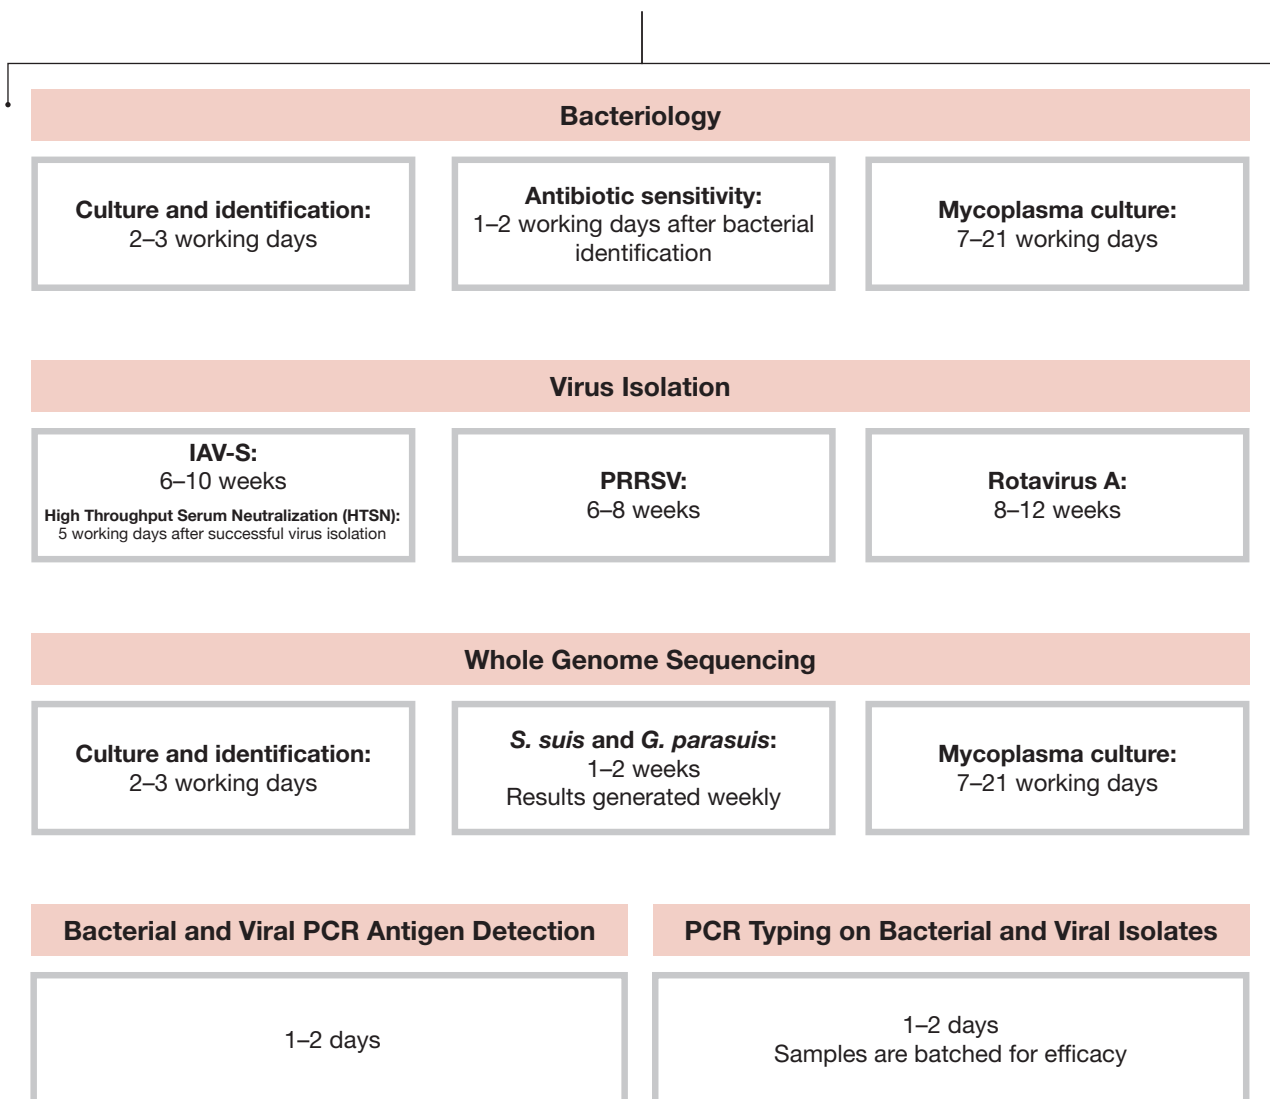 Bacteriology
Culture and identification:
2–3 working days
Antibiotic sensitivity:
1–2 working days after bacterial
identification
Mycoplasma culture:
7–21 working days
Virus Isolation
IAV-S:
6–10 weeks
High Throughput Serum Neutralization (HTSN):
5 working days after successful virus isolation
PRRSV:
6–8 weeks
Rotavirus A:
8–12 weeks
Whole Genome Sequencing
Culture and identification:
2–3 working days
S. suis and G. parasuis:
1–2 weeks
Results generated weekly
Mycoplasma culture:
7–21 working days
Bacterial and Viral PCR Antigen Detection
1–2 days
PCR Typing on Bacterial and Viral Isolates
1–2 days
Samples are batched for efficacy